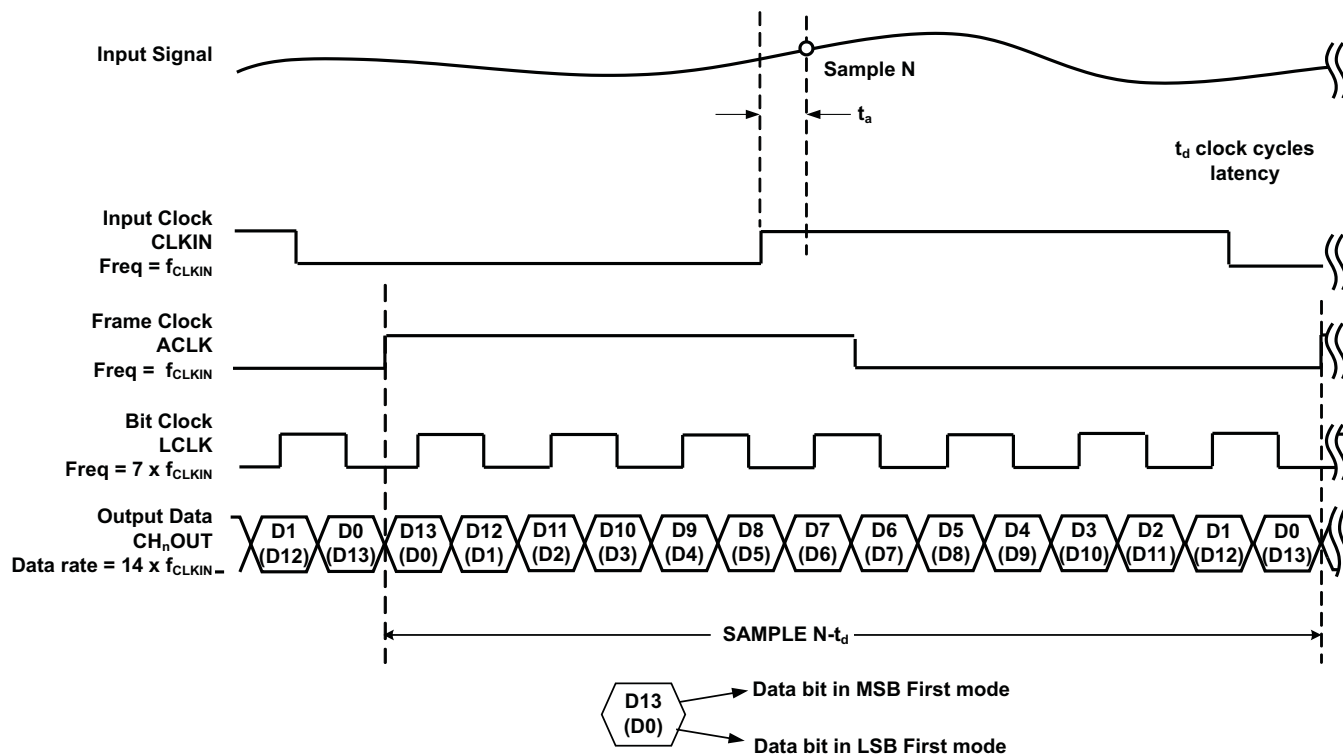 Input Signal
Sample N
tₐ
t_d clock cycles
latency
Input Clock
CLKIN
Freq = f_CLKIN
Frame Clock
ACLK
Freq = f_CLKIN
Bit Clock
LCLK
Freq = 7 x f_CLKIN
Output Data
CHₙOUT
Data rate = 14 x f_CLKIN
D1 D0 D13 D12 D11 D10 D9 D8 D7 D6 D5 D4 D3 D2 D1 D0
(D12) (D13) (D0) (D1) (D2) (D3) (D4) (D5) (D6) (D7) (D8) (D9) (D10) (D11) (D12) (D13)
SAMPLE N-t_d
D13
(D0)
Data bit in MSB First mode
Data bit in LSB First mode